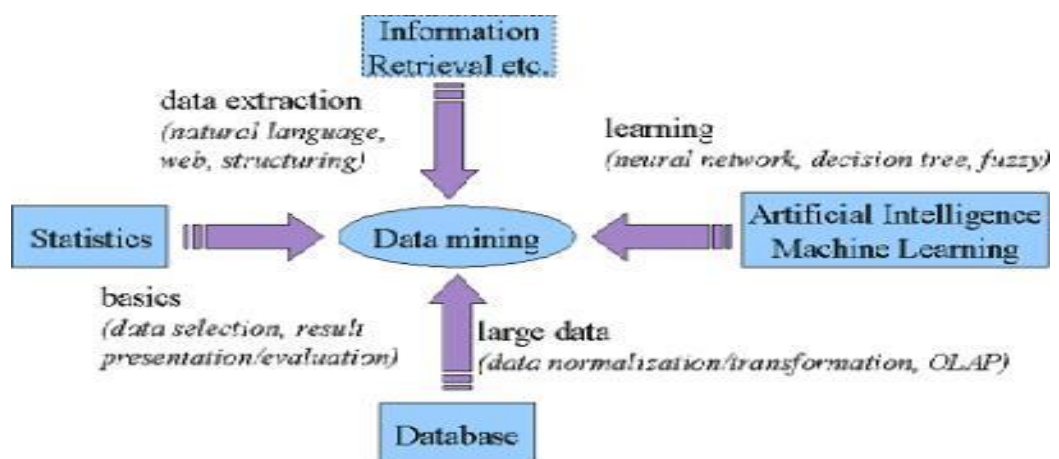 Information
Retrieval etc.
data extraction
(natural language,
web, structuring)
learning
(neural network, decision tree, fuzzy)
Statistics
Data mining
Artificial Intelligence
Machine Learning
basics
(data selection, result
presentation/evaluation)
large data
(data normalization/transformation, OLAP)
Database